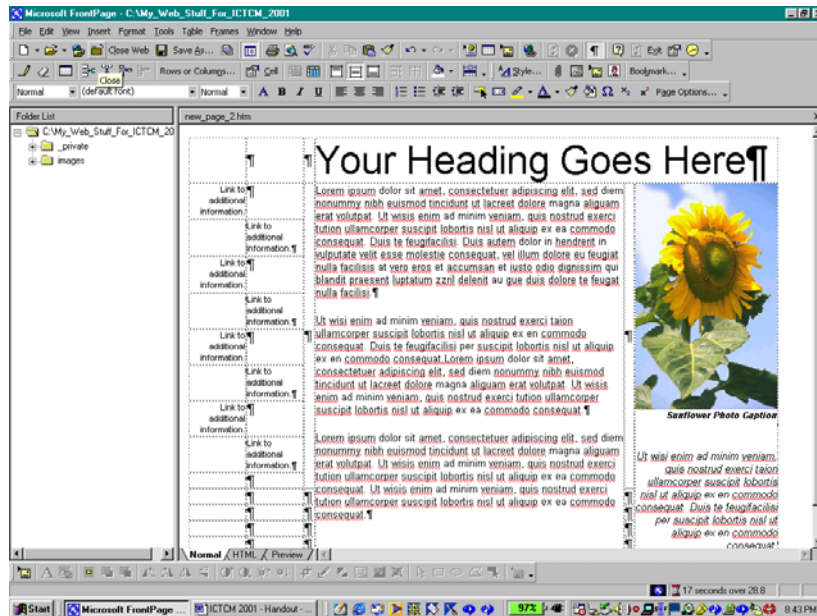 Microsoft FrontPage - C:\My_Web_Stuff_For_ICTCM_2001
File Edit View Insert Format Tools Table Frames Window Help
Close Web Save As... Exit
Rows or Columns... Cell Style... Bookmark...
Close
Normal (default font) Normal A B I U Page Options...
Folder List new_page_2.htm
C:\My_Web_Stuff_For_ICTCM_20
_private
images
Your Heading Goes Here¶
Link to¶
additional
information.
Link to
additional
information.¶
Link to¶
additional
information.
Link to
additional
information.¶
Link to¶
additional
information.
Link to
additional
information.¶
Link to¶
additional
information.
Link to
additional
information.¶
Lorem ipsum dolor sit amet, consectetuer adipiscing elit, sed diem
nonummy nibh euismod tincidunt ut lacreet dolore magna aliguam
erat volutpat. Ut wisis enim ad minim veniam, quis nostrud exerci
tution ullamcorper suscipit lobortis nisl ut aliquip ex ea commodo
consequat. Duis te feugifacilisi. Duis autem dolor in hendrerit in
vulputate velit esse molestie consequat, vel illum dolore eu feugiat
nulla facilisis at vero eros et accumsan et iusto odio dignissim qui
blandit praesent luptatum zzril delenit au gue duis dolore te feugat
nulla facilisi.¶
Ut wisi enim ad minim veniam, quis nostrud exerci taion
ullamcorper suscipit lobortis nisl ut aliquip ex en commodo
consequat. Duis te feugifacilisi per suscipit lobortis nisl ut aliquip
ex en commodo consequat.Lorem ipsum dolor sit amet,
consectetuer adipiscing elit, sed diem nonummy nibh euismod
tincidunt ut lacreet dolore magna aliguam erat volutpat. Ut wisis
enim ad minim veniam, quis nostrud exerci tution ullamcorper
suscipit lobortis nisl ut aliquip ex ea commodo consequat.¶
Lorem ipsum dolor sit amet, consectetuer adipiscing elit, sed diem
nonummy nibh euismod tincidunt ut lacreet dolore magna aliguam
erat volutpat. Ut wisis enim ad minim veniam, quis nostrud exerci
tution ullamcorper suscipit lobortis nisl ut aliquip ex ea commodo
consequat. Ut wisis enim ad minim veniam, quis nostrud exerci
tution ullamcorper suscipit lobortis nisl ut aliquip ex ea commodo
consequat.¶
Sunflower Photo Caption
Ut wisi enim ad minim veniam,
quis nostrud exerci taion
ullamcorper suscipit lobortis
nisl ut aliquip ex en commodo
consequat. Duis te feugifacilisi
per suscipit lobortis nisl ut
aliquip ex en commodo
consequat.
Normal HTML Preview
17 seconds over 28.8
Start Microsoft FrontPage ... ICTCM 2001 - Handout - ... 97% 8:43 PM